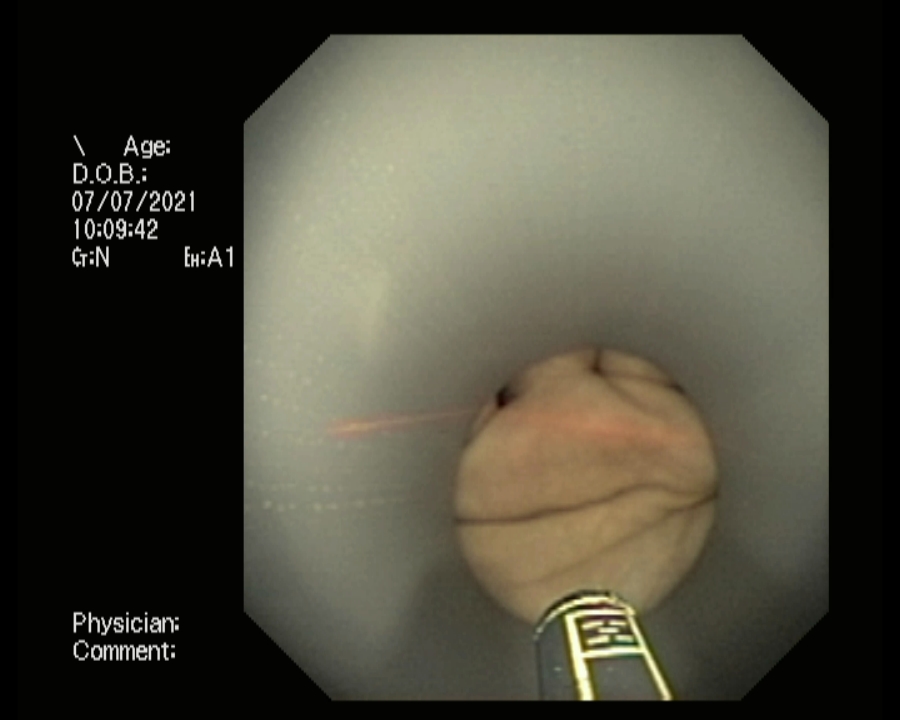 \ Age:
D.O.B.:
07/07/2021
10:09:42
Cr:N Eh:A1
Physician:
Comment: